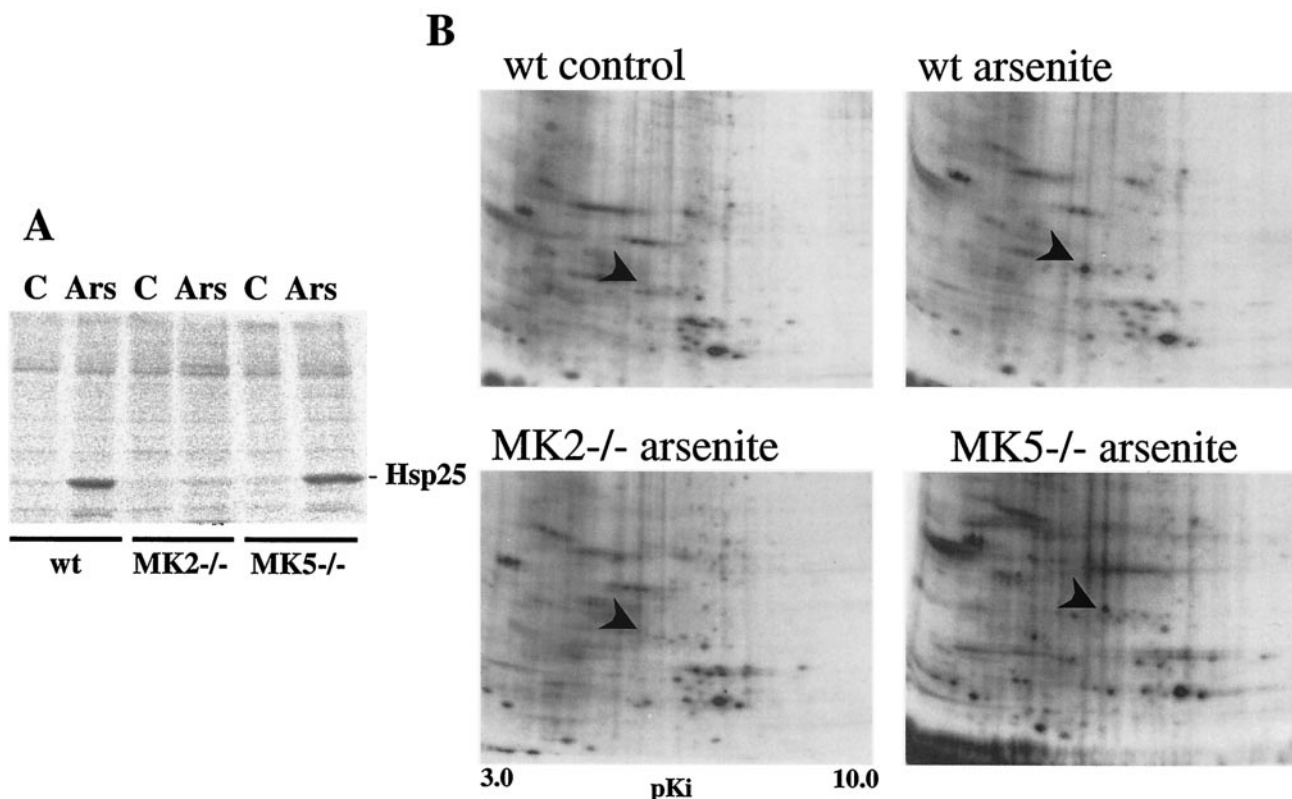 B
wt control
wt arsenite
A
C Ars C Ars C Ars
- Hsp25
wt MK2-/- MK5-/-
MK2-/- arsenite
MK5-/- arsenite
3.0 10.0
pKi